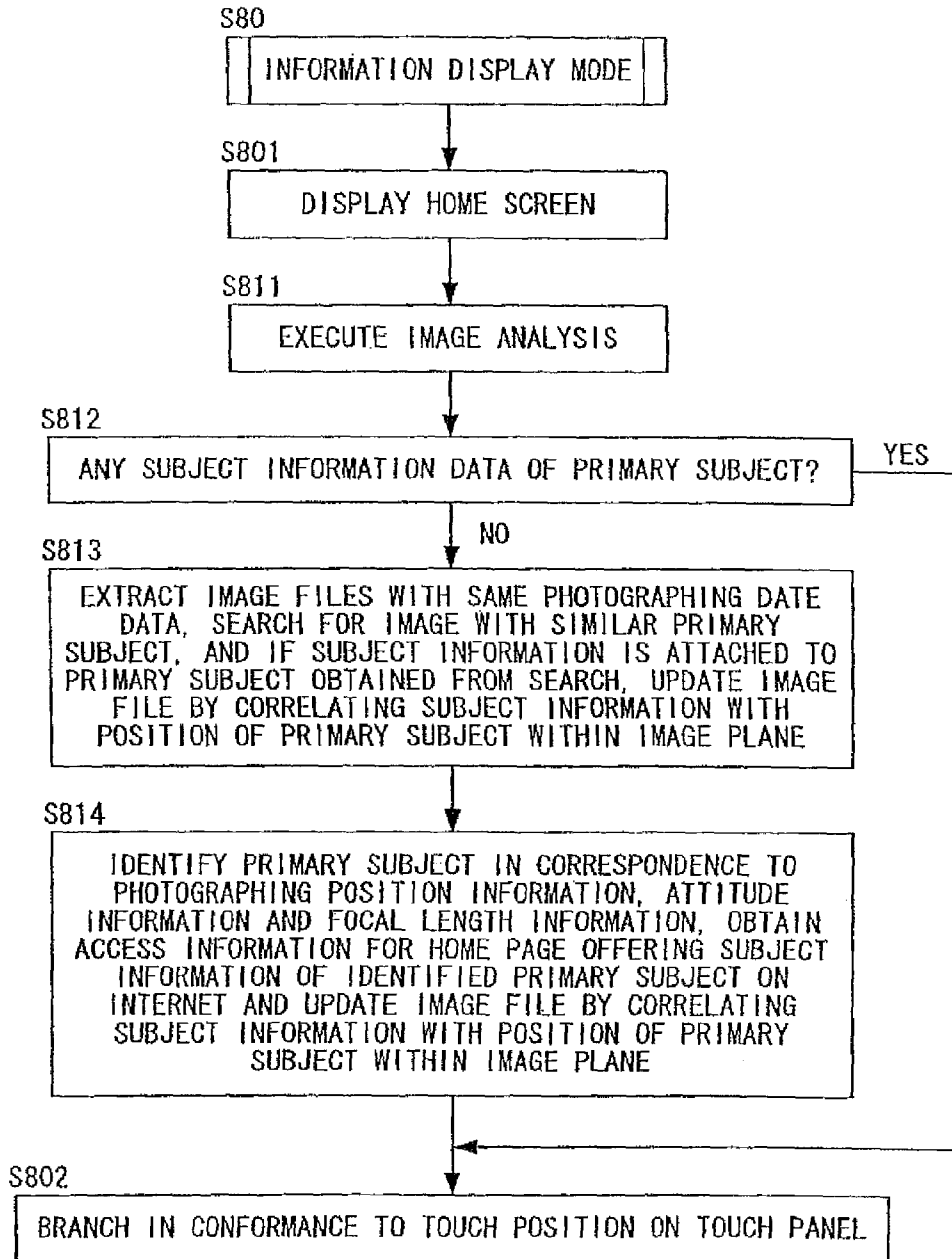 S80
INFORMATION DISPLAY MODE
S801
DISPLAY HOME SCREEN
S811
EXECUTE IMAGE ANALYSIS
S812
ANY SUBJECT INFORMATION DATA OF PRIMARY SUBJECT?
YES
NO
S813
EXTRACT IMAGE FILES WITH SAME PHOTOGRAPHING DATE
DATA, SEARCH FOR IMAGE WITH SIMILAR PRIMARY
SUBJECT, AND IF SUBJECT INFORMATION IS ATTACHED TO
PRIMARY SUBJECT OBTAINED FROM SEARCH, UPDATE IMAGE
FILE BY CORRELATING SUBJECT INFORMATION WITH
POSITION OF PRIMARY SUBJECT WITHIN IMAGE PLANE
S814
IDENTIFY PRIMARY SUBJECT IN CORRESPONDENCE TO
PHOTOGRAPHING POSITION INFORMATION, ATTITUDE
INFORMATION AND FOCAL LENGTH INFORMATION, OBTAIN
ACCESS INFORMATION FOR HOME PAGE OFFERING SUBJECT
INFORMATION OF IDENTIFIED PRIMARY SUBJECT ON
INTERNET AND UPDATE IMAGE FILE BY CORRELATING
SUBJECT INFORMATION WITH POSITION OF PRIMARY
SUBJECT WITHIN IMAGE PLANE
S802
BRANCH IN CONFORMANCE TO TOUCH POSITION ON TOUCH PANEL